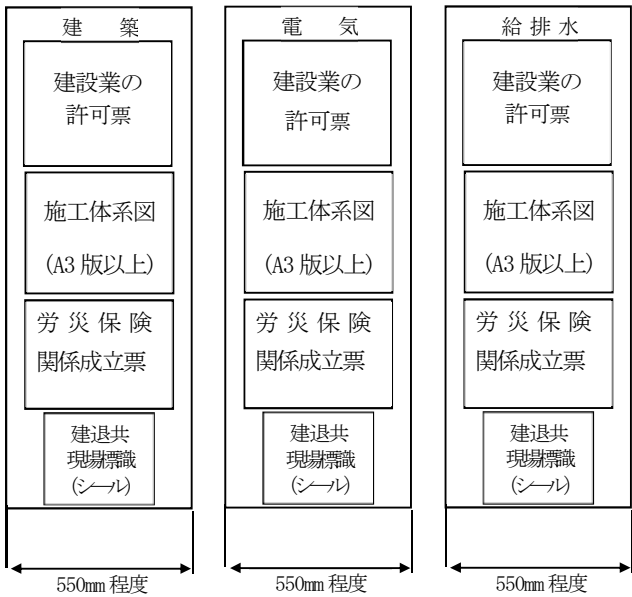 建 築
建設業の
許可票
施工体系図
(A3 版以上)
労災保険
関係成立票
建退共
現場標識
(シール)
550mm 程度
電 気
建設業の
許可票
施工体系図
(A3 版以上)
労災保険
関係成立票
建退共
現場標識
(シール)
550mm 程度
給排水
建設業の
許可票
施工体系図
(A3 版以上)
労災保険
関係成立票
建退共
現場標識
(シール)
550mm 程度